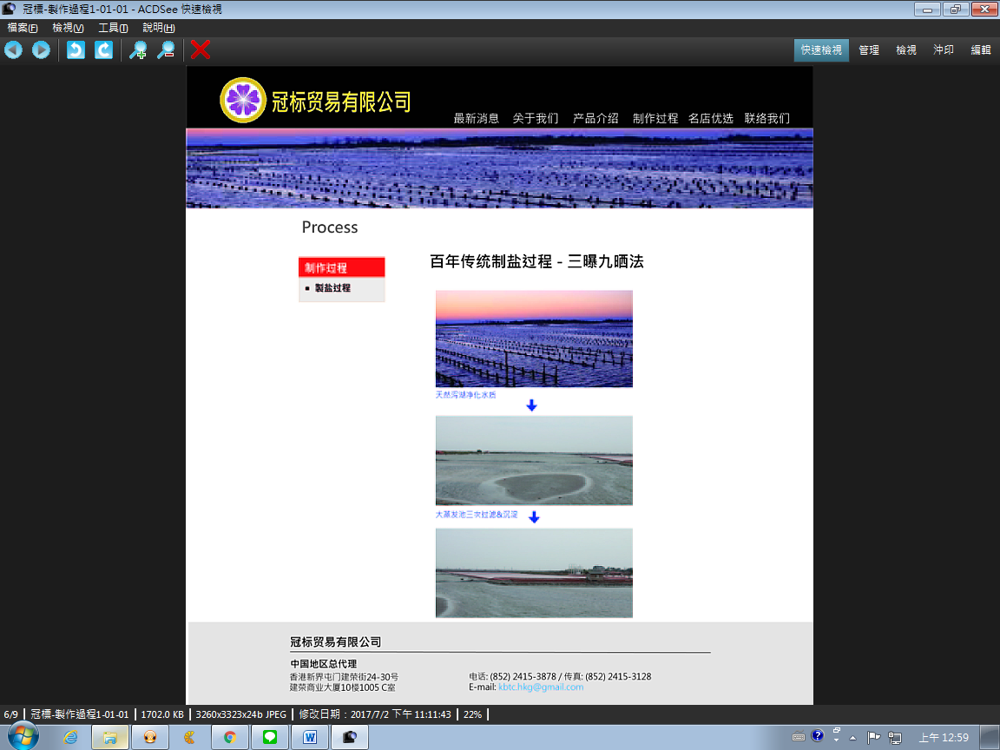 冠標-製作過程1-01-01 - ACDSee 快速檢視
檔案(F) 檢視(V) 工具(T) 說明(H)
快速檢視 管理 檢視 沖印 編輯
冠标贸易有限公司
最新消息 关于我们 产品介绍 制作过程 名店优选 联络我们
Process
制作过程
▪ 製盐过程
百年传统制盐过程 - 三曝九晒法
天然泻湖净化水质
大蒸发池三次过滤&沉淀
冠标贸易有限公司
中国地区总代理
香港新界屯门建荣街24-30号
建荣商业大厦10楼1005 C室
电话: (852) 2415-3878 / 传真: (852) 2415-3128
E-mail: kbtc.hkg@gmail.com
6/9 冠標-製作過程1-01-01 1702.0 KB 3260x3323x24b JPEG 修改日期：2017/7/2 下午 11:11:43 22%
上午 12:59